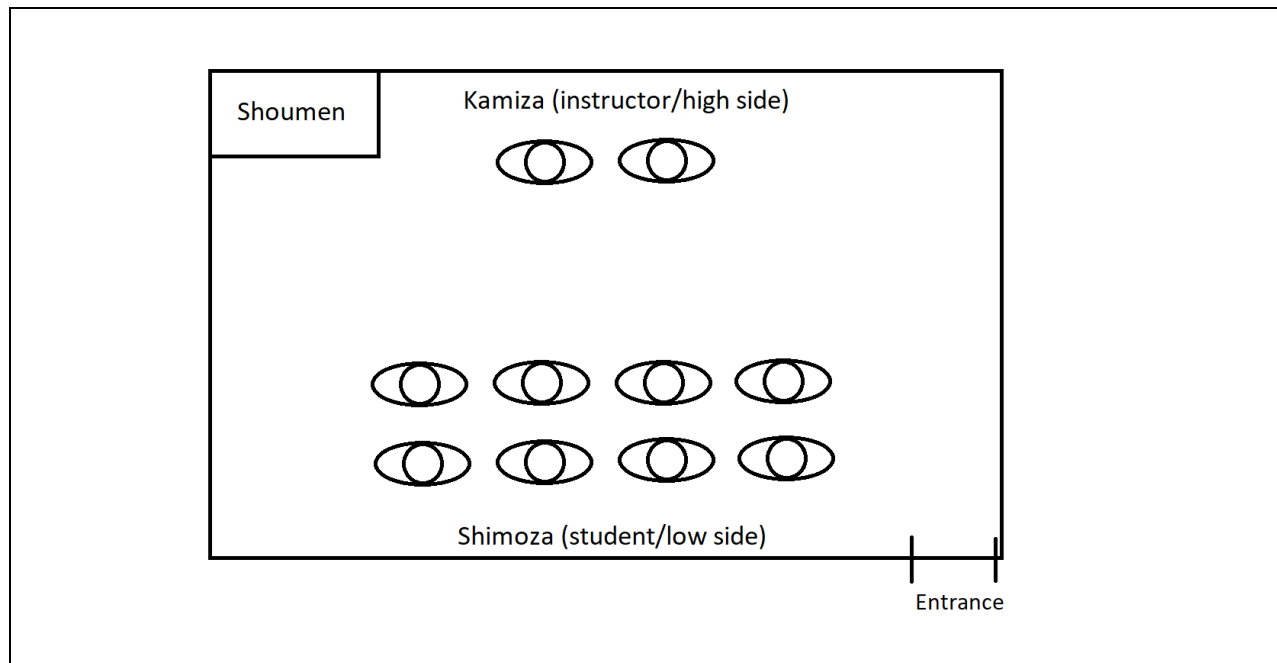 Shoumen
Kamiza (instructor/high side)
Shimoza (student/low side)
Entrance